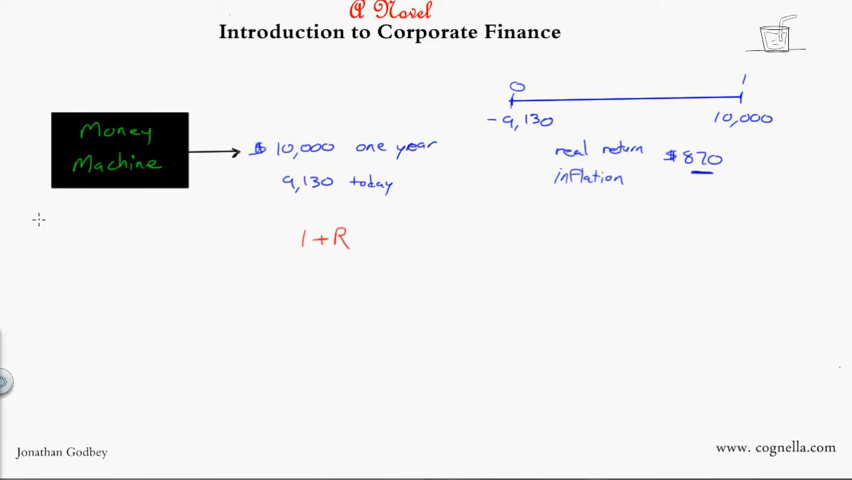 A Novel
Introduction to Corporate Finance
0 1
-9,130 10,000
Money
Machine
$ 10,000 one year
9,130 today
real return $870
inflation
1+R
Jonathan Godbey
www. cognella.com